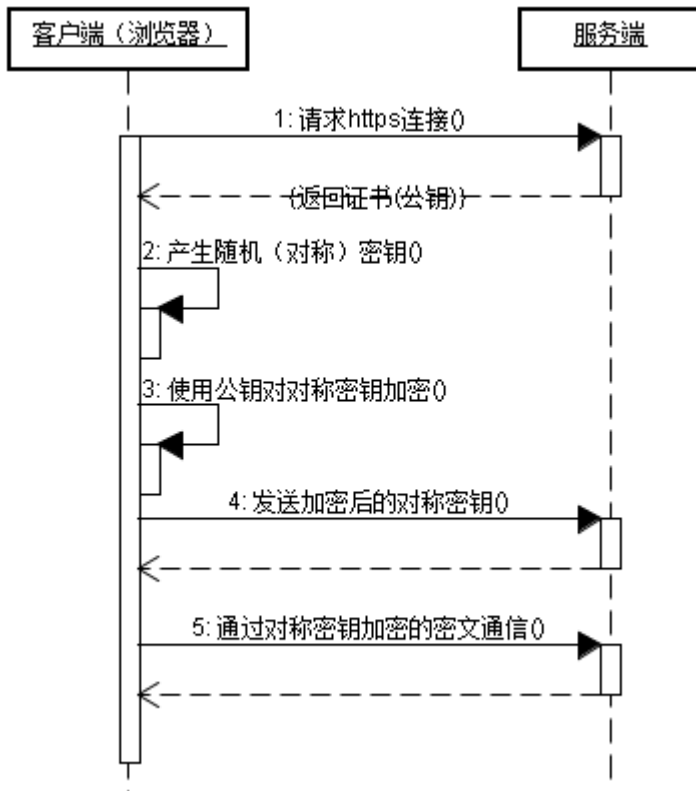 客户端（浏览器）
服务端
1: 请求https连接()
(返回证书(公钥))
2: 产生随机（对称）密钥()
3: 使用公钥对对称密钥加密()
4: 发送加密后的对称密钥()
5: 通过对称密钥加密的密文通信()